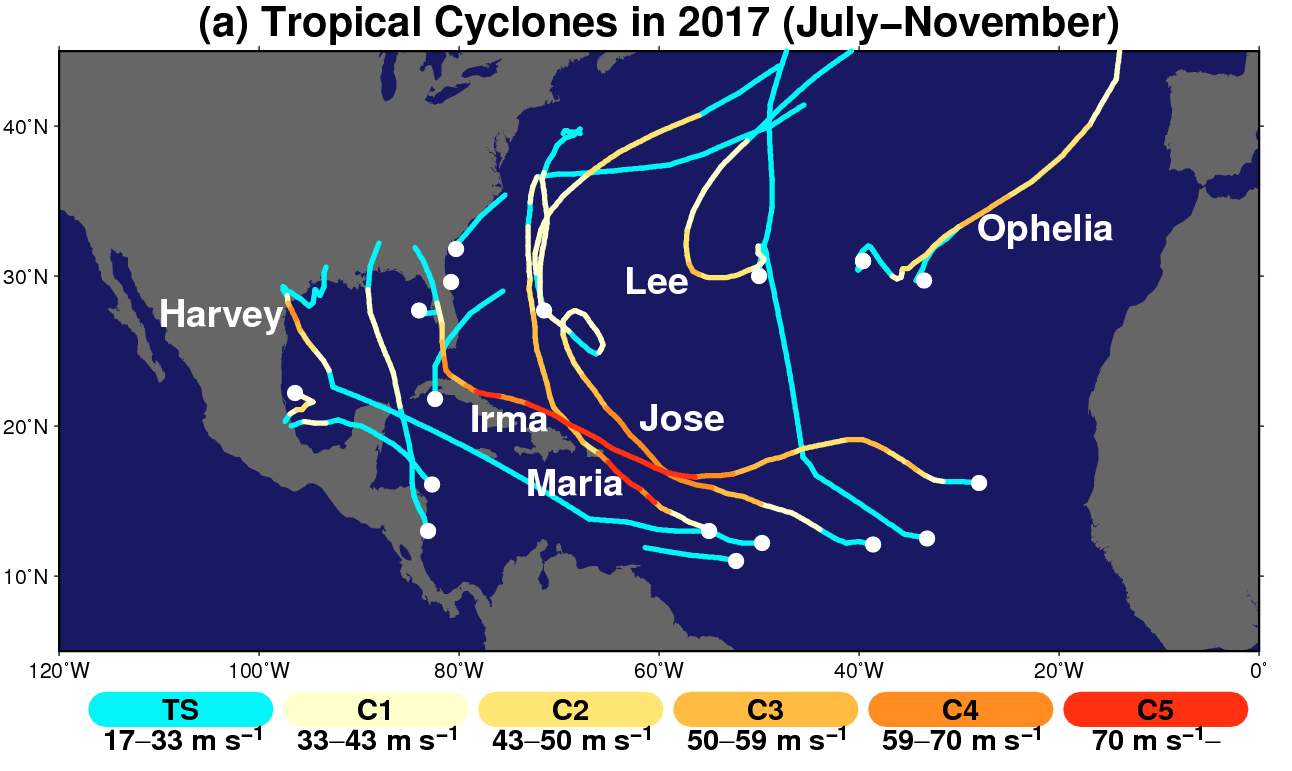 (a) Tropical Cyclones in 2017 (July–November)
40°N
Ophelia
Lee
30°N
Harvey
Irma
Jose
20°N
Maria
10°N
120°W 100°W 80°W 60°W 40°W 20°W 0°
TS C1 C2 C3 C4 C5
17–33 m s⁻¹ 33–43 m s⁻¹ 43–50 m s⁻¹ 50–59 m s⁻¹ 59–70 m s⁻¹ 70 m s⁻¹–